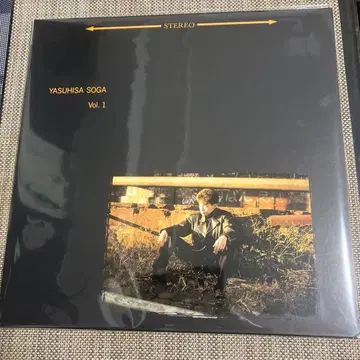 STEREO
YASUHISA SOGA
Vol. 1